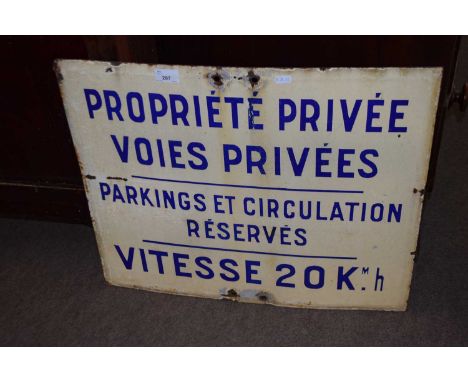 PROPRIÉTÉ PRIVÉE
VOIES PRIVÉES
PARKINGS ET CIRCULATION
RÉSERVÉS
VITESSE 20 K.M h